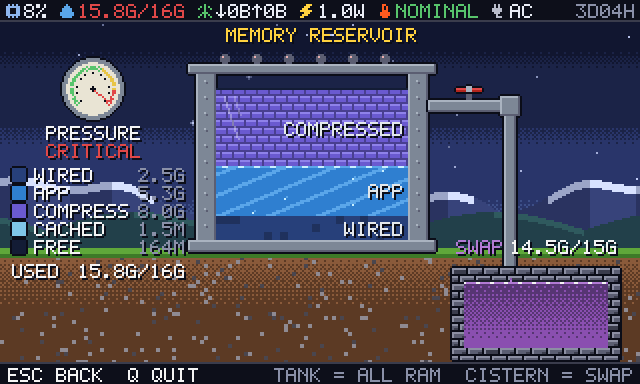 8% 15.8G/16G ↓0B↑0B 1.0W NOMINAL AC 3D04H
MEMORY RESERVOIR
PRESSURE
CRITICAL
WIRED 2.5G
APP 5.3G
COMPRESS 8.0G
CACHED 1.5M
FREE 164M
USED 15.8G/16G
COMPRESSED
APP
WIRED
SWAP 14.5G/15G
ESC BACK Q QUIT TANK = ALL RAM CISTERN = SWAP